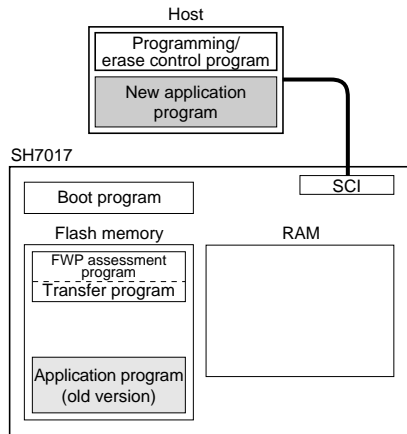 Host
Programming/
erase control program
New application
program
SH7017
SCI
Boot program
Flash memory
RAM
FWP assessment
program
Transfer program
Application program
(old version)